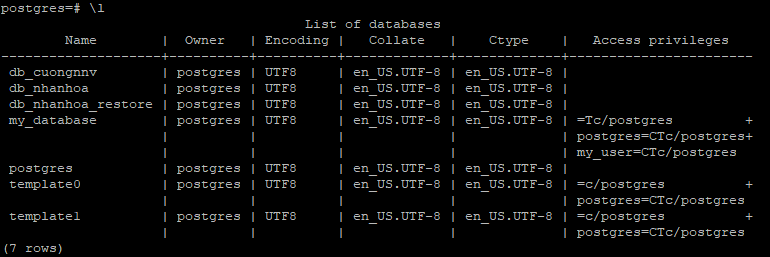 postgres=# \l
                                      List of databases
        Name        |  Owner   | Encoding |   Collate   |    Ctype    |   Access privileges
--------------------+----------+----------+-------------+-------------+-----------------------
 db_cuongnnv        | postgres | UTF8     | en_US.UTF-8 | en_US.UTF-8 |
 db_nhanhoa         | postgres | UTF8     | en_US.UTF-8 | en_US.UTF-8 |
 db_nhanhoa_restore | postgres | UTF8     | en_US.UTF-8 | en_US.UTF-8 |
 my_database        | postgres | UTF8     | en_US.UTF-8 | en_US.UTF-8 | =Tc/postgres         +
                    |          |          |             |             | postgres=CTc/postgres+
                    |          |          |             |             | my_user=CTc/postgres
 postgres           | postgres | UTF8     | en_US.UTF-8 | en_US.UTF-8 |
 template0          | postgres | UTF8     | en_US.UTF-8 | en_US.UTF-8 | =c/postgres          +
                    |          |          |             |             | postgres=CTc/postgres
 template1          | postgres | UTF8     | en_US.UTF-8 | en_US.UTF-8 | =c/postgres          +
                    |          |          |             |             | postgres=CTc/postgres
(7 rows)